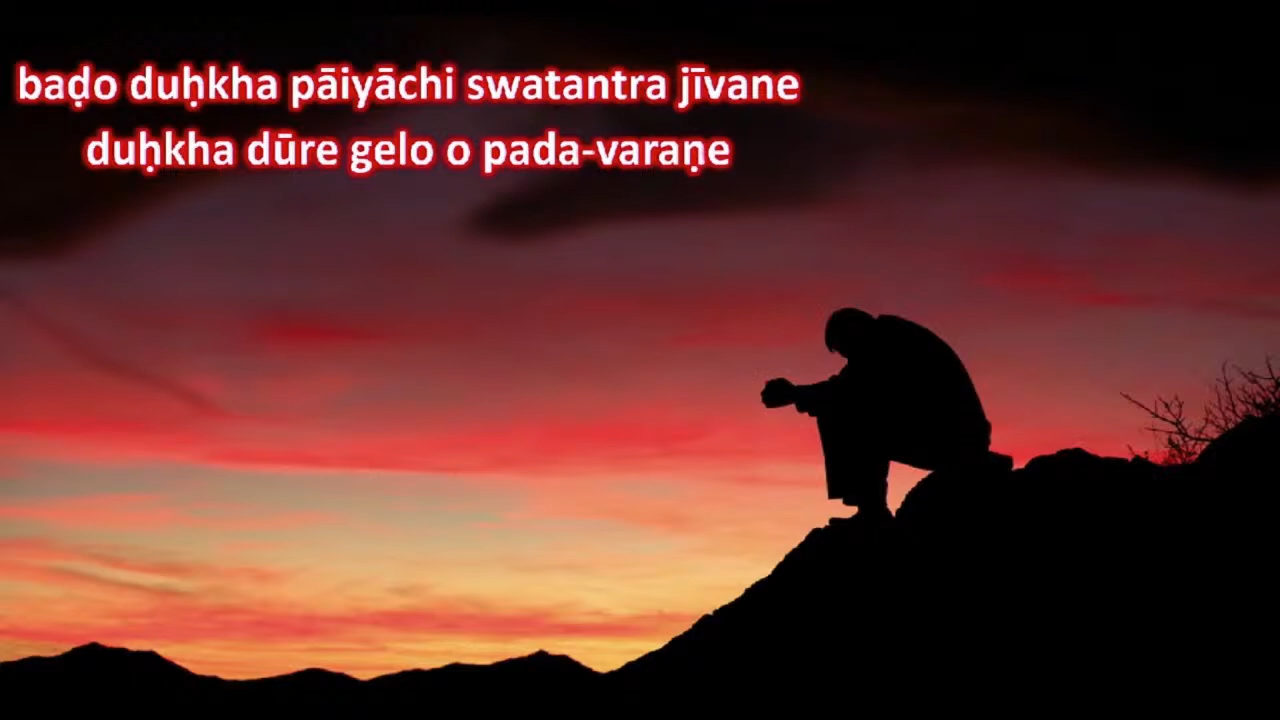 baḍo duḥkha pāiyāchi swatantra jīvane
duḥkha dūre gelo o pada-varaṇe